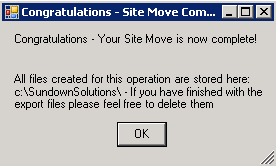 Congratulations - Site Move Com...
Congratulations - Your Site Move is now complete!
All files created for this operation are stored here:
c:\SundownSolutions\ - If you have finished with the
export files please feel free to delete them
OK